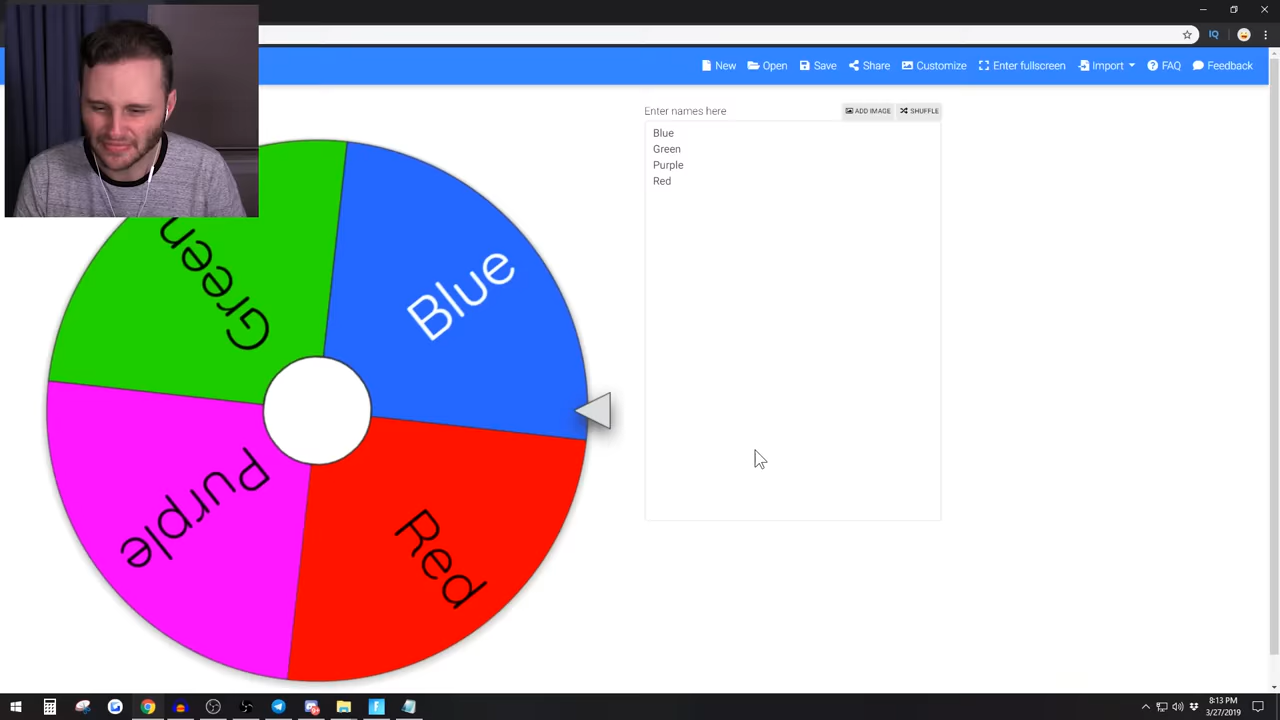 IQ
New
Open
Save
Share
Customize
Enter fullscreen
Import
FAQ
Feedback
Enter names here
ADD IMAGE
SHUFFLE
Blue
Green
Purple
Red
Green
Blue
Purple
Red
8:13 PM
3/27/2019